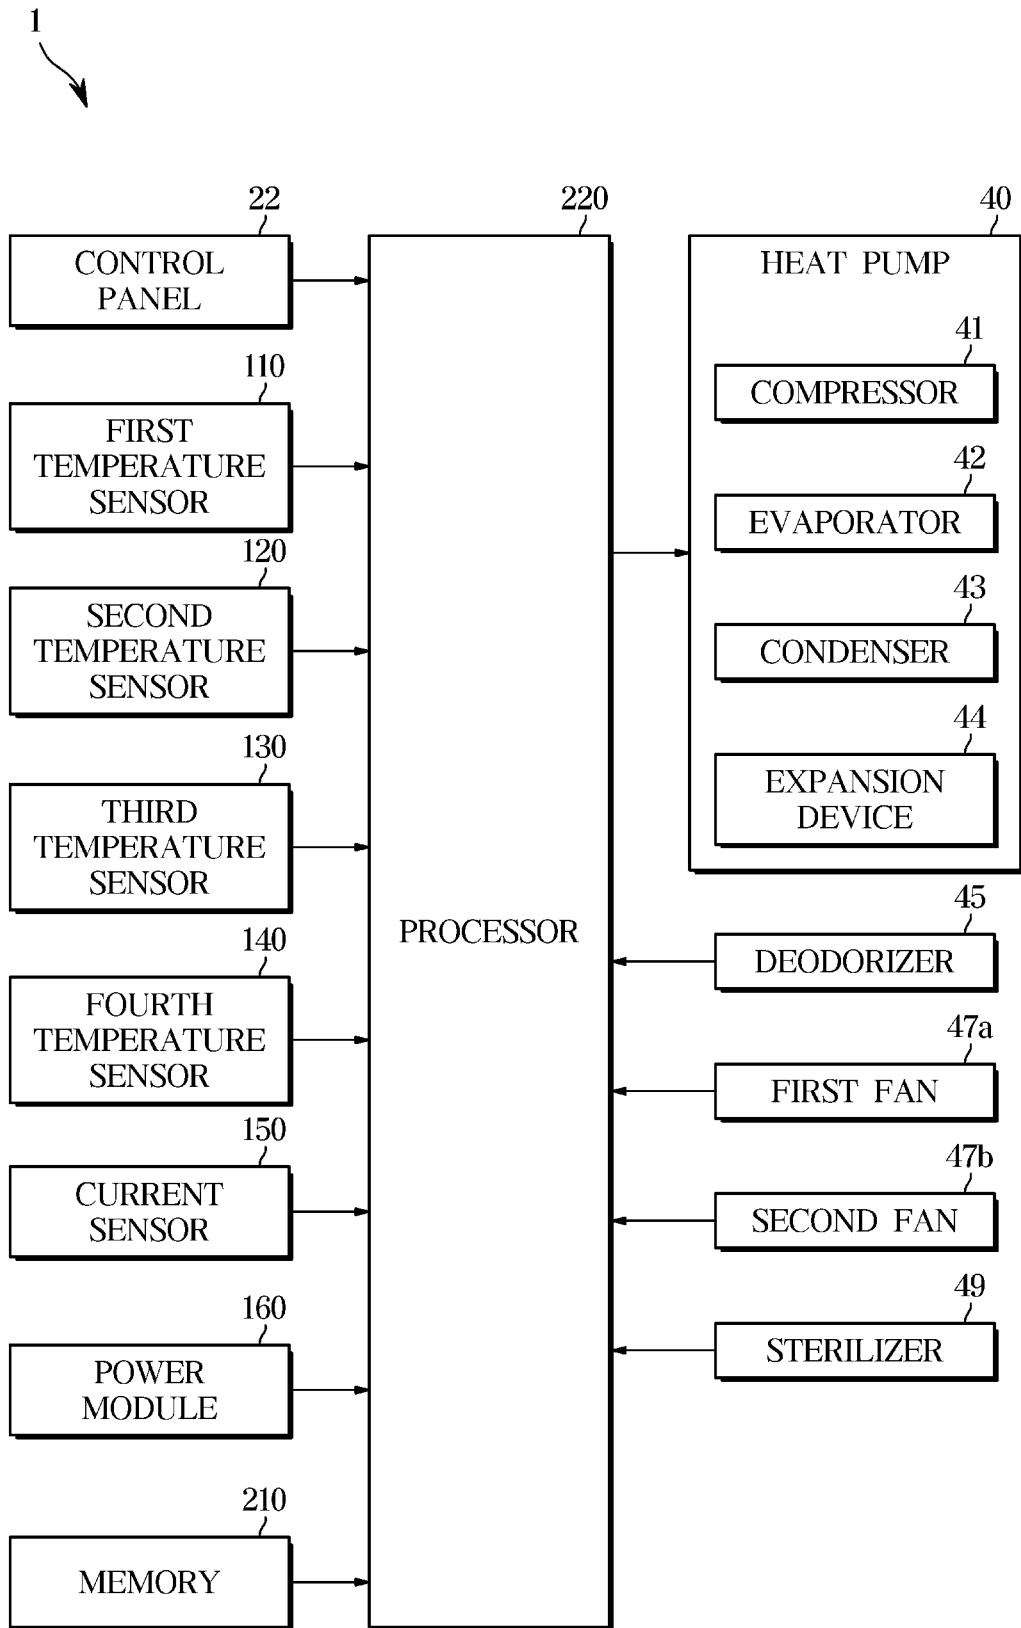 1
22
CONTROL
PANEL
110
FIRST
TEMPERATURE
SENSOR
120
SECOND
TEMPERATURE
SENSOR
130
THIRD
TEMPERATURE
SENSOR
140
FOURTH
TEMPERATURE
SENSOR
150
CURRENT
SENSOR
160
POWER
MODULE
210
MEMORY
220
PROCESSOR
40
HEAT PUMP
41
COMPRESSOR
42
EVAPORATOR
43
CONDENSER
44
EXPANSION
DEVICE
45
DEODORIZER
47a
FIRST FAN
47b
SECOND FAN
49
STERILIZER